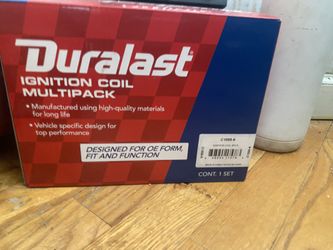 Duralast
IGNITION COIL
MULTIPACK
• Manufactured using high-quality materials
for long life
• Vehicle specific design for
top performance
DESIGNED FOR OE FORM,
FIT AND FUNCTION
CONT. 1 SET